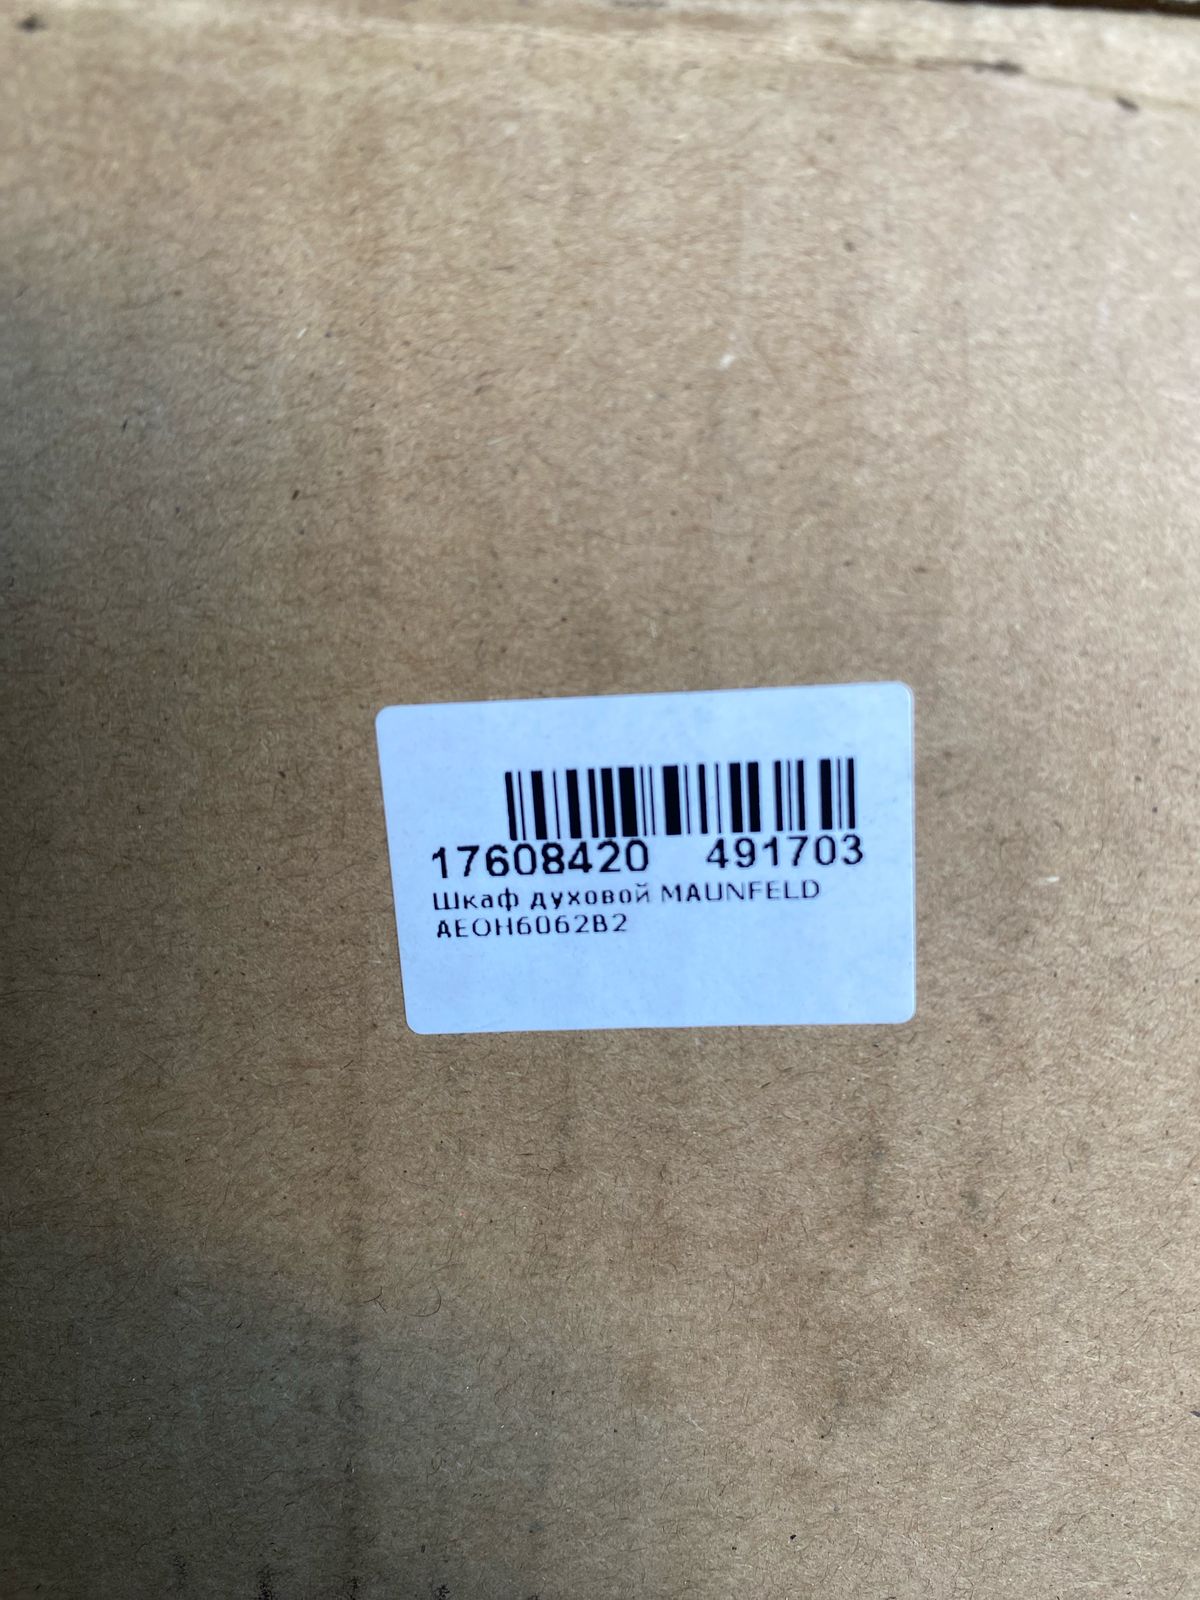 17608420 491703
Шкаф духовой MAUNFELD
AEOH6062B2